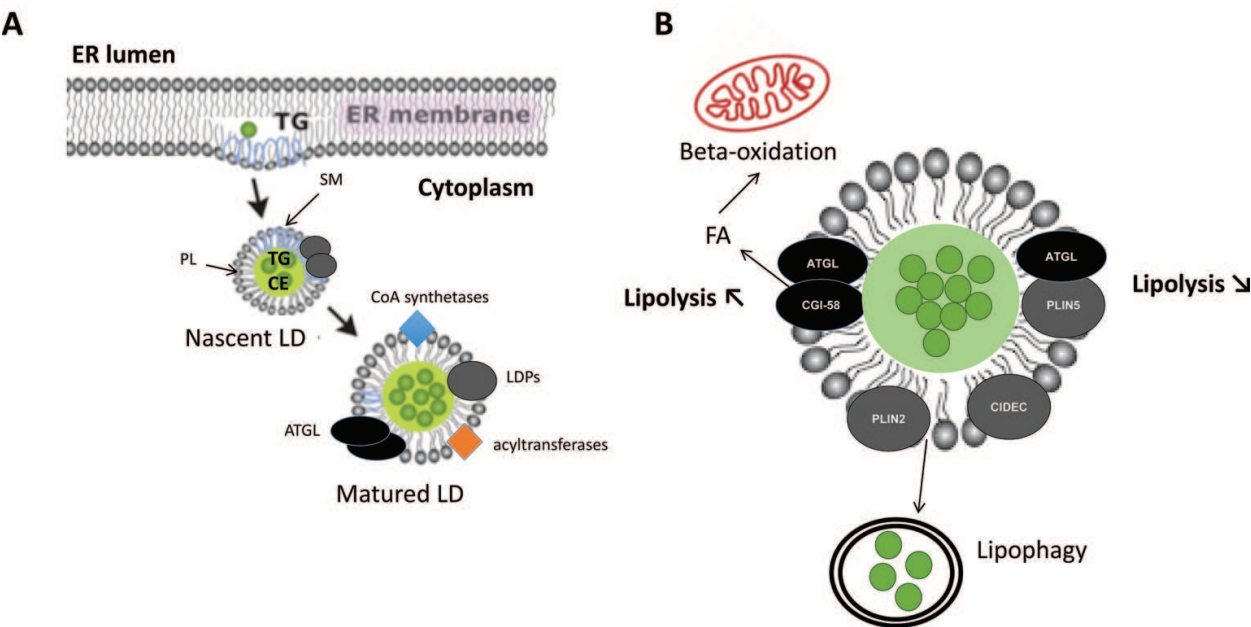 A
ER lumen
TG
ER membrane
Cytoplasm
SM
PL
TG
CE
Nascent LD
CoA synthetases
LDPs
ATGL
acyltransferases
Matured LD
B
Beta-oxidation
FA
ATGL
CGI-58
Lipolysis
ATGL
PLIN5
Lipolysis
PLIN2
CIDEC
Lipophagy